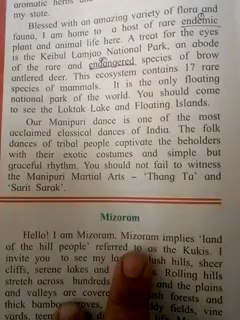 aromatic herbs and
my state.
Blessed with an amazing variety of flora and
fauna, I am home to a host of rare endemic
plant and animal life here. A treat for the eyes
is the Keibul Lamjao National Park, an abode
of the rare and endangered species of brow
antlered deer. This ecosystem contains 17 rare
species of mammals. It is the only floating
national park of the world. You should come
to see the Loktak Lake and Floating Islands.
Our Manipuri dance is one of the most
acclaimed classical dances of India. The folk
dances of tribal people captivate the beholders
with their exotic costumes and simple but
graceful rhythm. You should not fail to witness
the Manipuri Martial Arts – 'Thang Ta' and
'Sarit Sarak'.
Mizoram
Hello! I am Mizoram. Mizoram implies 'land
of the hill people' referred to as the Kukis. I
invite you to see my lush hills, sheer
cliffs, serene lakes and Rolling hills
stretch across hundreds and the plains
and valleys are covered forests and
thick bamboo fields, vine